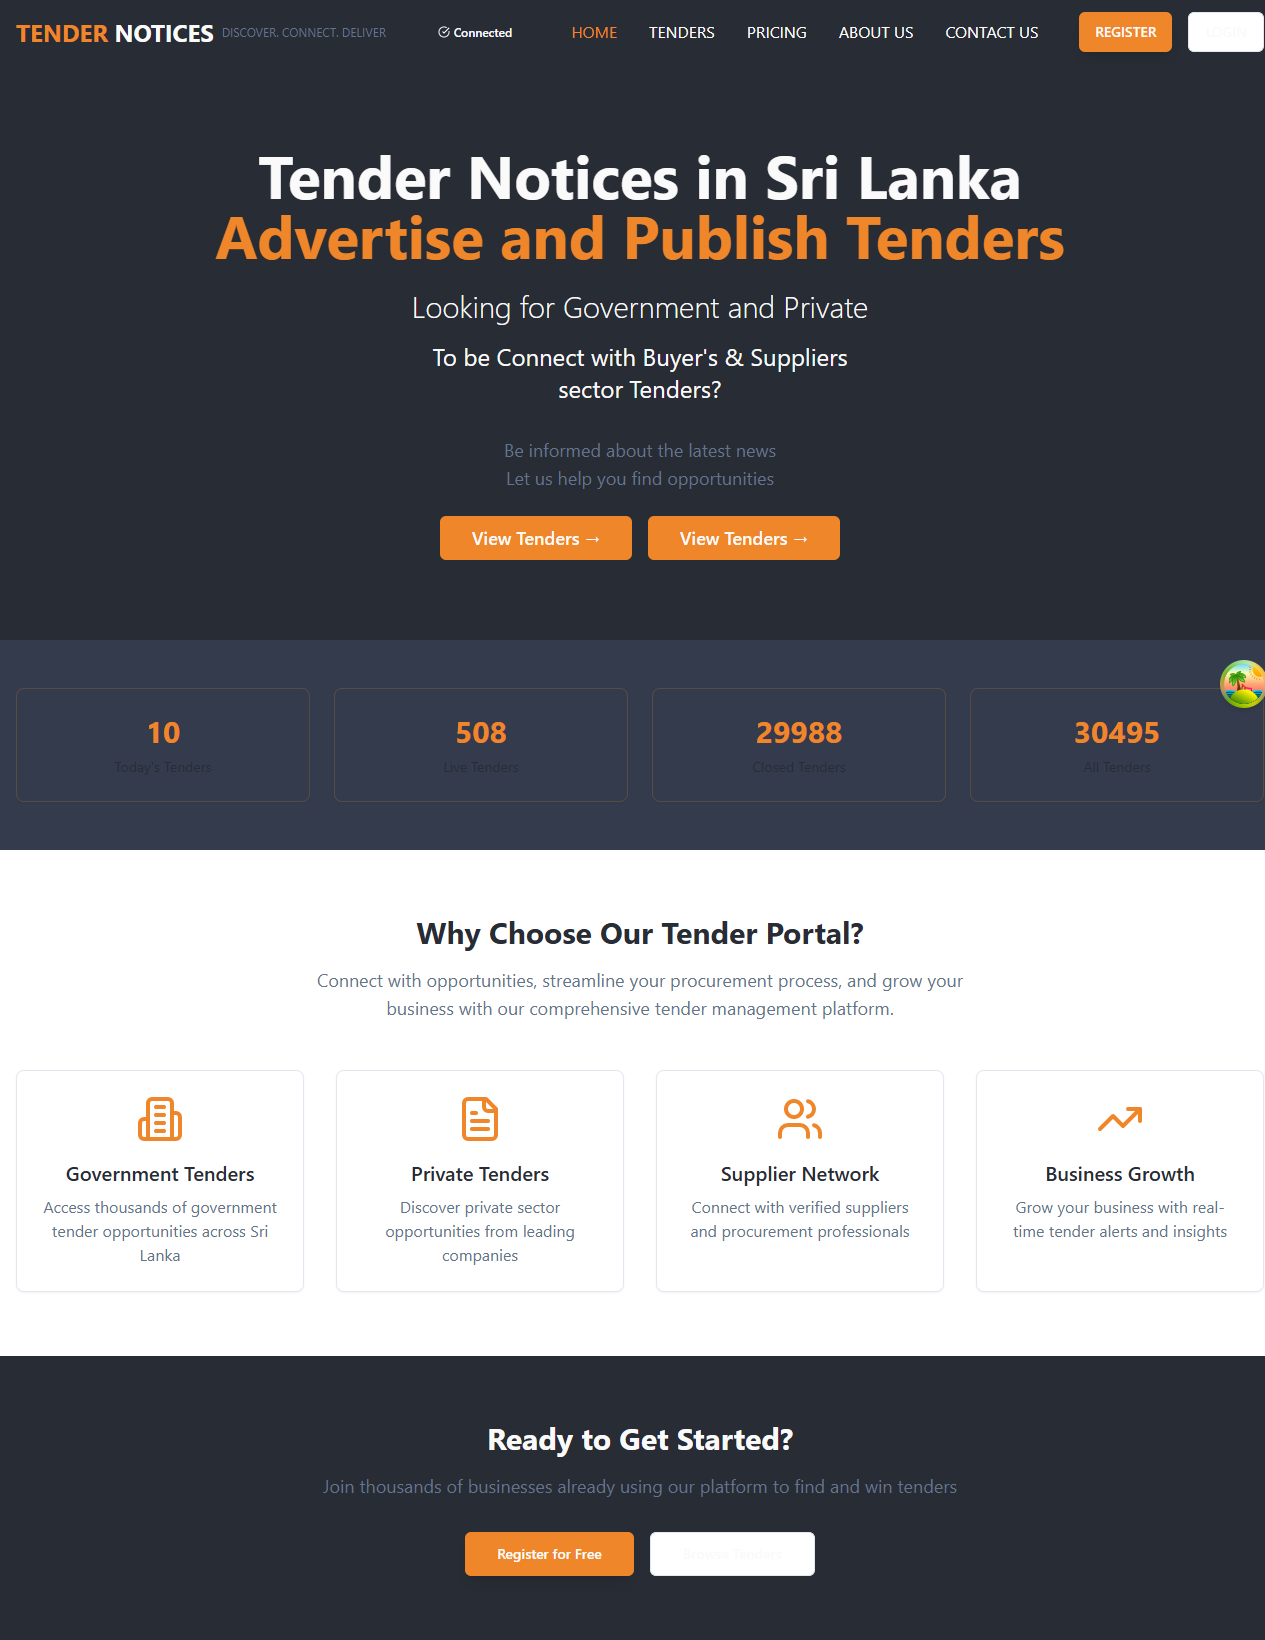 TENDER NOTICES DISCOVER. CONNECT. DELIVER Connected HOME TENDERS PRICING ABOUT US CONTACT US REGISTER LOGIN
Tender Notices in Sri Lanka
Advertise and Publish Tenders
Looking for Government and Private
To be Connect with Buyer's & Suppliers
sector Tenders?
Be informed about the latest news
Let us help you find opportunities
View Tenders → View Tenders →
10
Today's Tenders
508
Live Tenders
29988
Closed Tenders
30495
All Tenders
Why Choose Our Tender Portal?
Connect with opportunities, streamline your procurement process, and grow your
business with our comprehensive tender management platform.
Government Tenders
Access thousands of government
tender opportunities across Sri
Lanka
Private Tenders
Discover private sector
opportunities from leading
companies
Supplier Network
Connect with verified suppliers
and procurement professionals
Business Growth
Grow your business with real-
time tender alerts and insights
Ready to Get Started?
Join thousands of businesses already using our platform to find and win tenders
Register for Free Browse Tenders